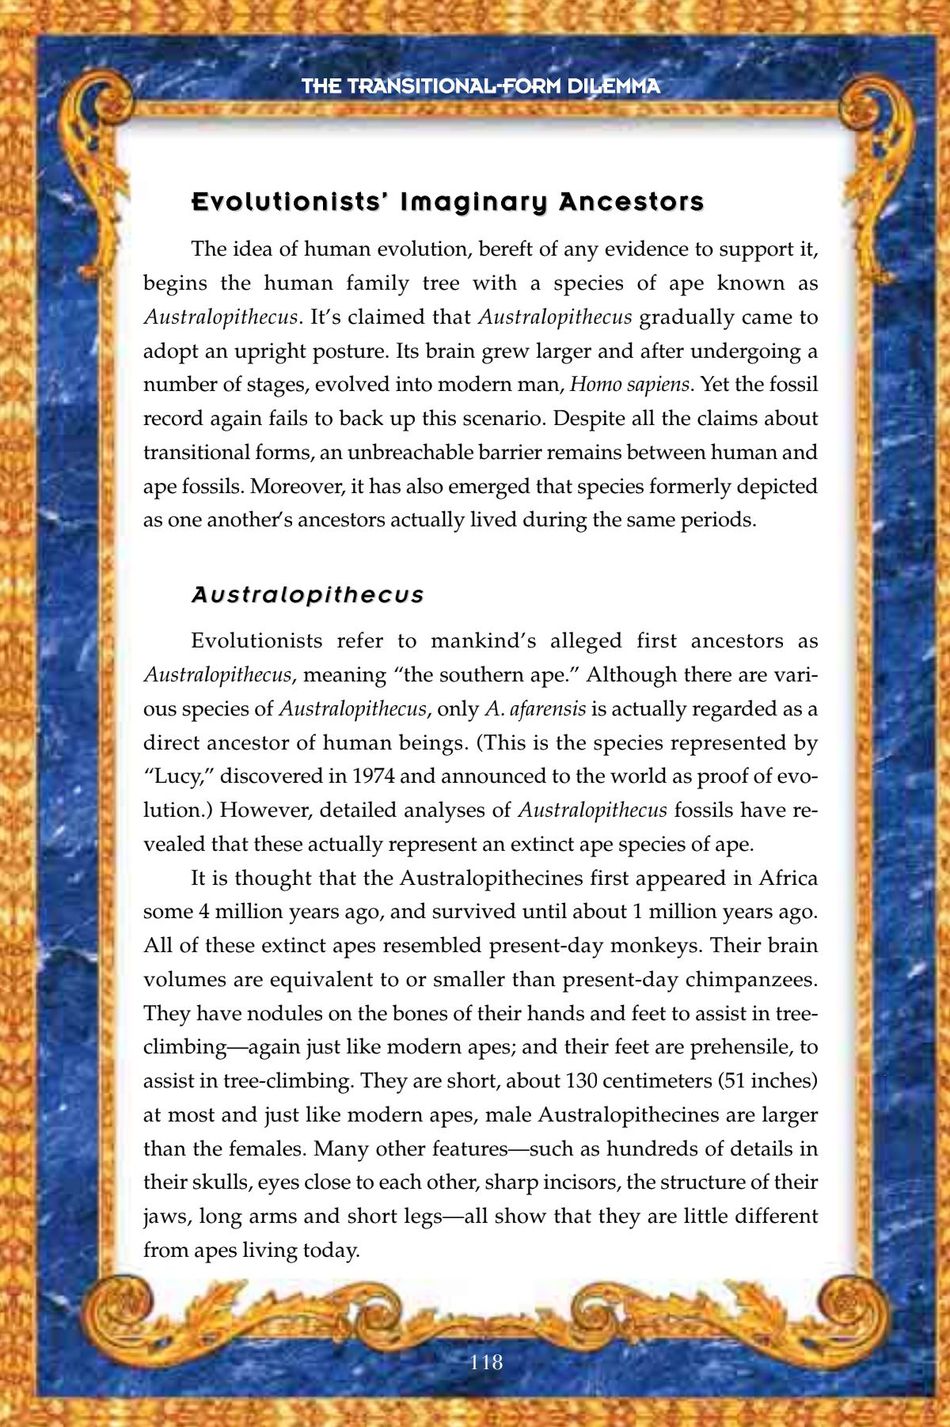 THE TRANSITIONAL-FORM DILEMMA
Evolutionists' Imaginary Ancestors
The idea of human evolution, bereft of any evidence to support it,
begins the human family tree with a species of ape known as
Australopithecus. It's claimed that Australopithecus gradually came to
adopt an upright posture. Its brain grew larger and after undergoing a
number of stages, evolved into modern man, Homo sapiens. Yet the fossil
record again fails to back up this scenario. Despite all the claims about
transitional forms, an unbreachable barrier remains between human and
ape fossils. Moreover, it has also emerged that species formerly depicted
as one another's ancestors actually lived during the same periods.
Australopithecus
Evolutionists refer to mankind's alleged first ancestors as
Australopithecus, meaning “the southern ape.” Although there are vari-
ous species of Australopithecus, only A. afarensis is actually regarded as a
direct ancestor of human beings. (This is the species represented by
“Lucy,” discovered in 1974 and announced to the world as proof of evo-
lution.) However, detailed analyses of Australopithecus fossils have re-
vealed that these actually represent an extinct ape species of ape.
It is thought that the Australopithecines first appeared in Africa
some 4 million years ago, and survived until about 1 million years ago.
All of these extinct apes resembled present-day monkeys. Their brain
volumes are equivalent to or smaller than present-day chimpanzees.
They have nodules on the bones of their hands and feet to assist in tree-
climbing—again just like modern apes; and their feet are prehensile, to
assist in tree-climbing. They are short, about 130 centimeters (51 inches)
at most and just like modern apes, male Australopithecines are larger
than the females. Many other features—such as hundreds of details in
their skulls, eyes close to each other, sharp incisors, the structure of their
jaws, long arms and short legs—all show that they are little different
from apes living today.
118